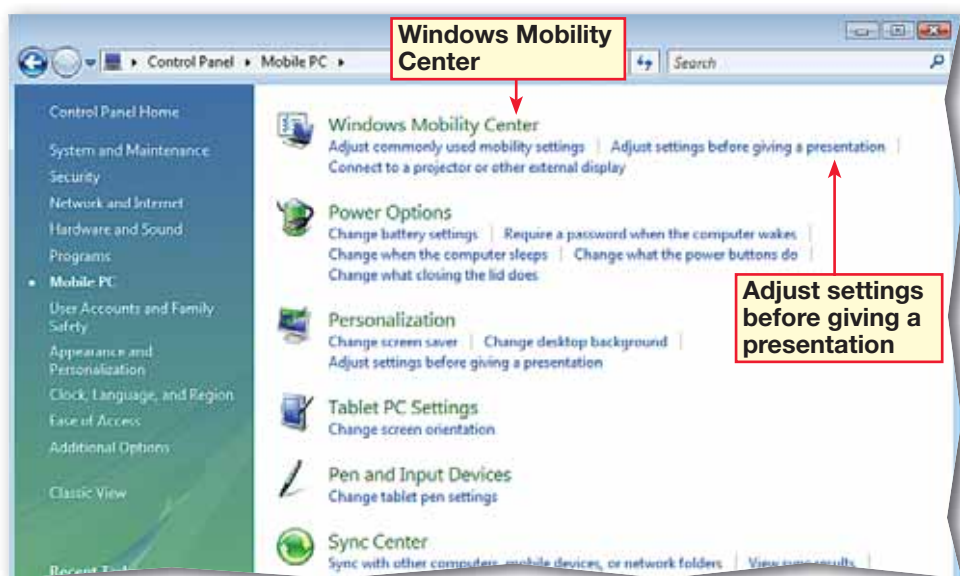 Windows Mobility
Center
Control Panel ▸ Mobile PC ▸
Search
Control Panel Home
System and Maintenance
Security
Network and Internet
Hardware and Sound
Programs
Mobile PC
User Accounts and Family
Safety
Appearance and
Personalization
Clock, Language, and Region
Ease of Access
Additional Options
Classic View
Recent
Windows Mobility Center
Adjust commonly used mobility settings | Adjust settings before giving a presentation |
Connect to a projector or other external display
Power Options
Change battery settings | Require a password when the computer wakes |
Change when the computer sleeps | Change what the power buttons do |
Change what closing the lid does
Adjust settings
before giving a
presentation
Personalization
Change screen saver | Change desktop background |
Adjust settings before giving a presentation
Tablet PC Settings
Change screen orientation
Pen and Input Devices
Change tablet pen settings
Sync Center
Sync with other computers, mobile devices, or network folders | View sync results |